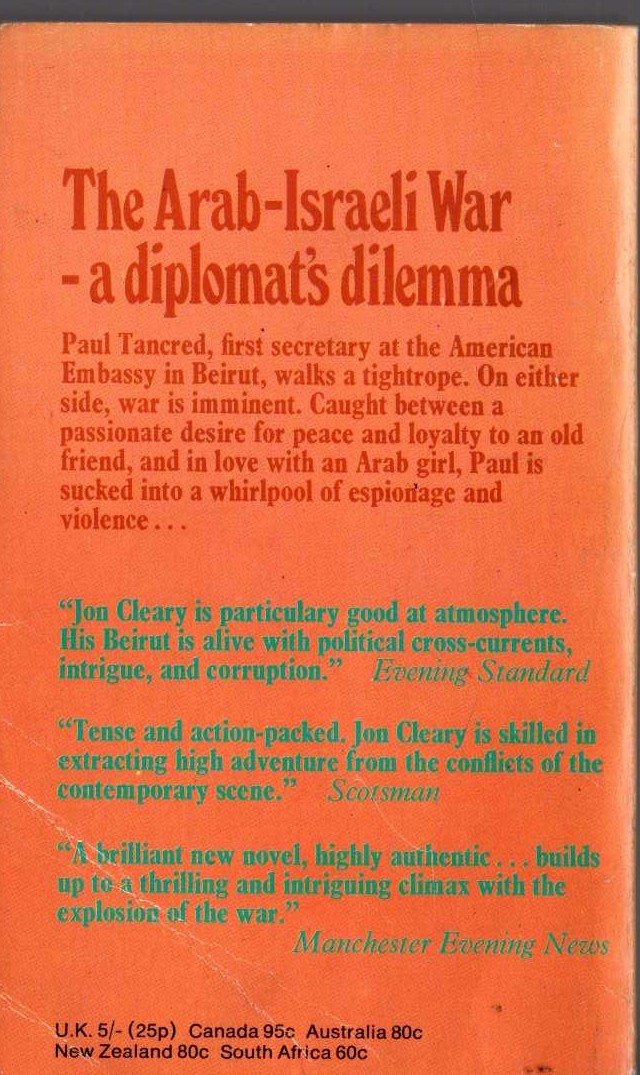 The Arab-Israeli War
- a diplomat's dilemma
Paul Tancred, first secretary at the American
Embassy in Beirut, walks a tightrope. On either
side, war is imminent. Caught between a
passionate desire for peace and loyalty to an old
friend, and in love with an Arab girl, Paul is
sucked into a whirlpool of espionage and
violence...
“Jon Cleary is particulary good at atmosphere.
His Beirut is alive with political cross-currents,
intrigue, and corruption.” Evening Standard
“Tense and action-packed. Jon Cleary is skilled in
extracting high adventure from the conflicts of the
contemporary scene.” Scotsman
“A brilliant new novel, highly authentic... builds
up to a thrilling and intriguing climax with the
explosion of the war.”
Manchester Evening News
U.K. 5/- (25p) Canada 95c Australia 80c
New Zealand 80c South Africa 60c